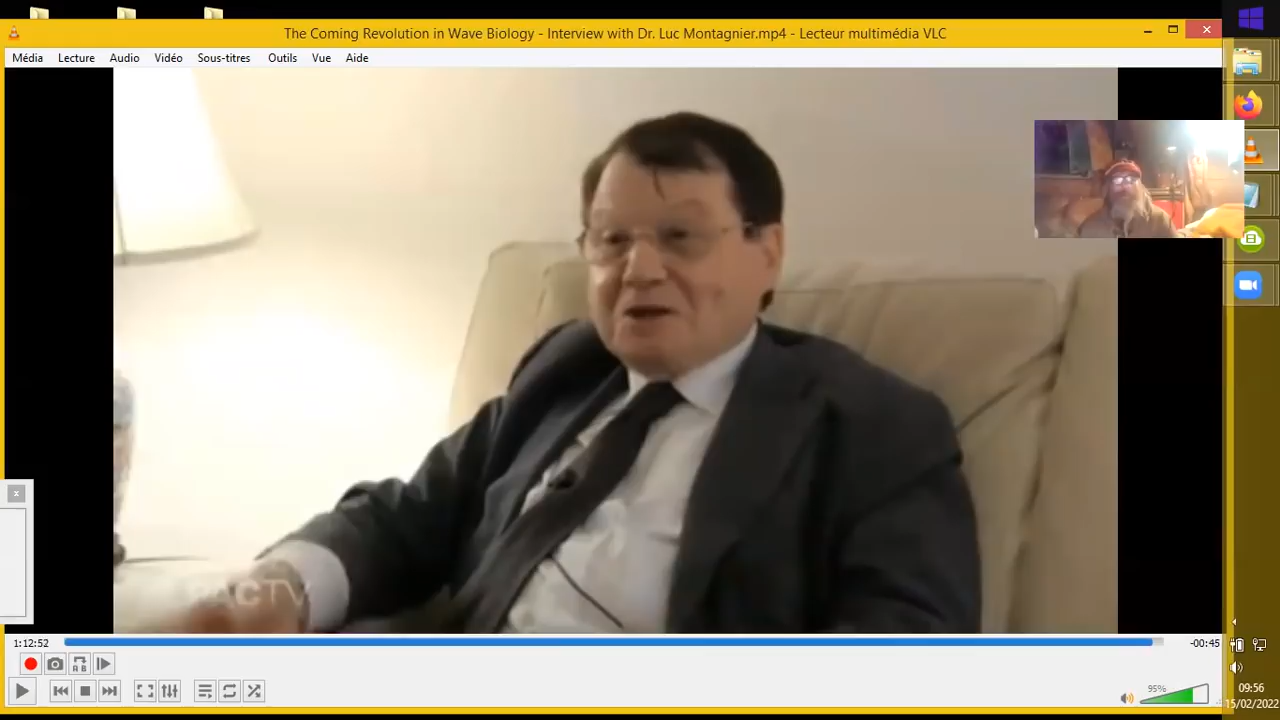 The Coming Revolution in Wave Biology - Interview with Dr. Luc Montagnier.mp4 - Lecteur multimédia VLC
Média Lecture Audio Vidéo Sous-titres Outils Vue Aide
1:12:52
-00:45
95%
09:56
15/02/2022